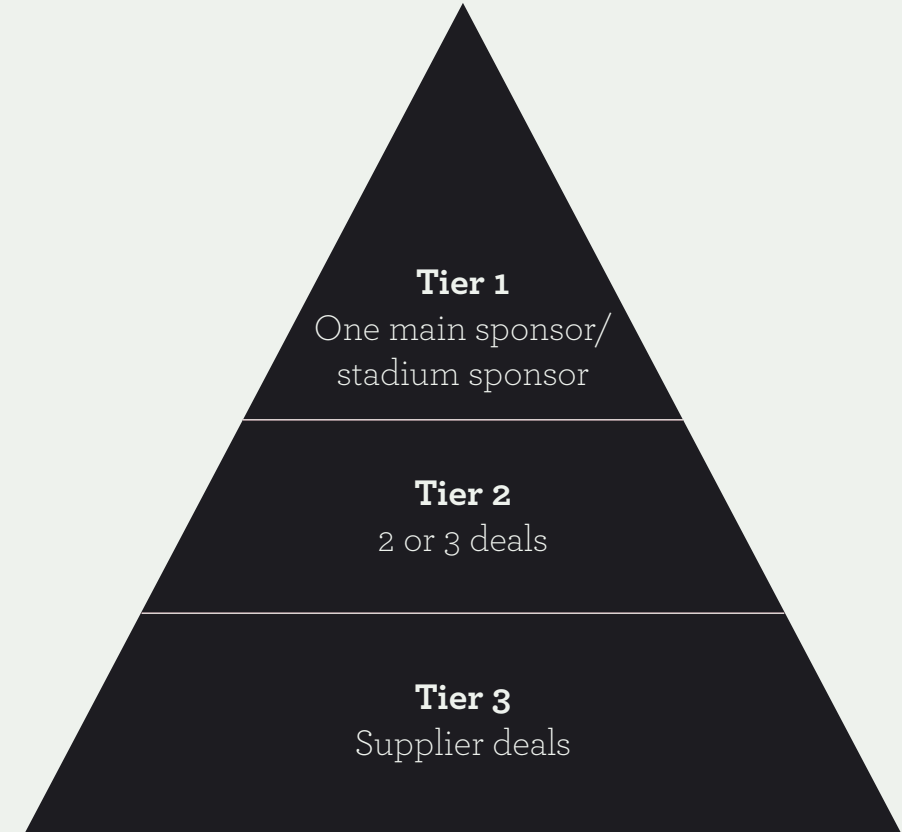 Tier 1
One main sponsor/
stadium sponsor
Tier 2
2 or 3 deals
Tier 3
Supplier deals